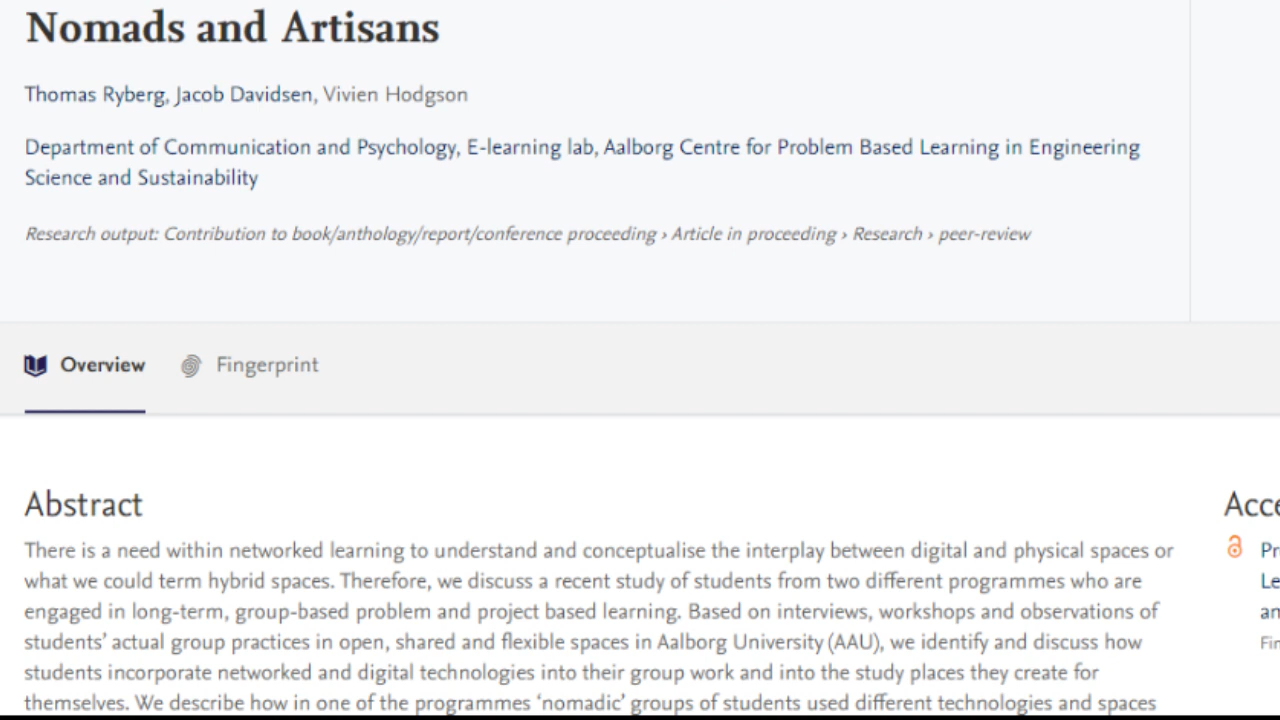 Nomads and Artisans
Thomas Ryberg, Jacob Davidsen, Vivien Hodgson
Department of Communication and Psychology, E-learning lab, Aalborg Centre for Problem Based Learning in Engineering
Science and Sustainability
Research output: Contribution to book/anthology/report/conference proceeding › Article in proceeding › Research › peer-review
Overview
Fingerprint
Abstract
There is a need within networked learning to understand and conceptualise the interplay between digital and physical spaces or
what we could term hybrid spaces. Therefore, we discuss a recent study of students from two different programmes who are
engaged in long-term, group-based problem and project based learning. Based on interviews, workshops and observations of
students’ actual group practices in open, shared and flexible spaces in Aalborg University (AAU), we identify and discuss how
students incorporate networked and digital technologies into their group work and into the study places they create for
themselves. We describe how in one of the programmes ‘nomadic’ groups of students used different technologies and spaces